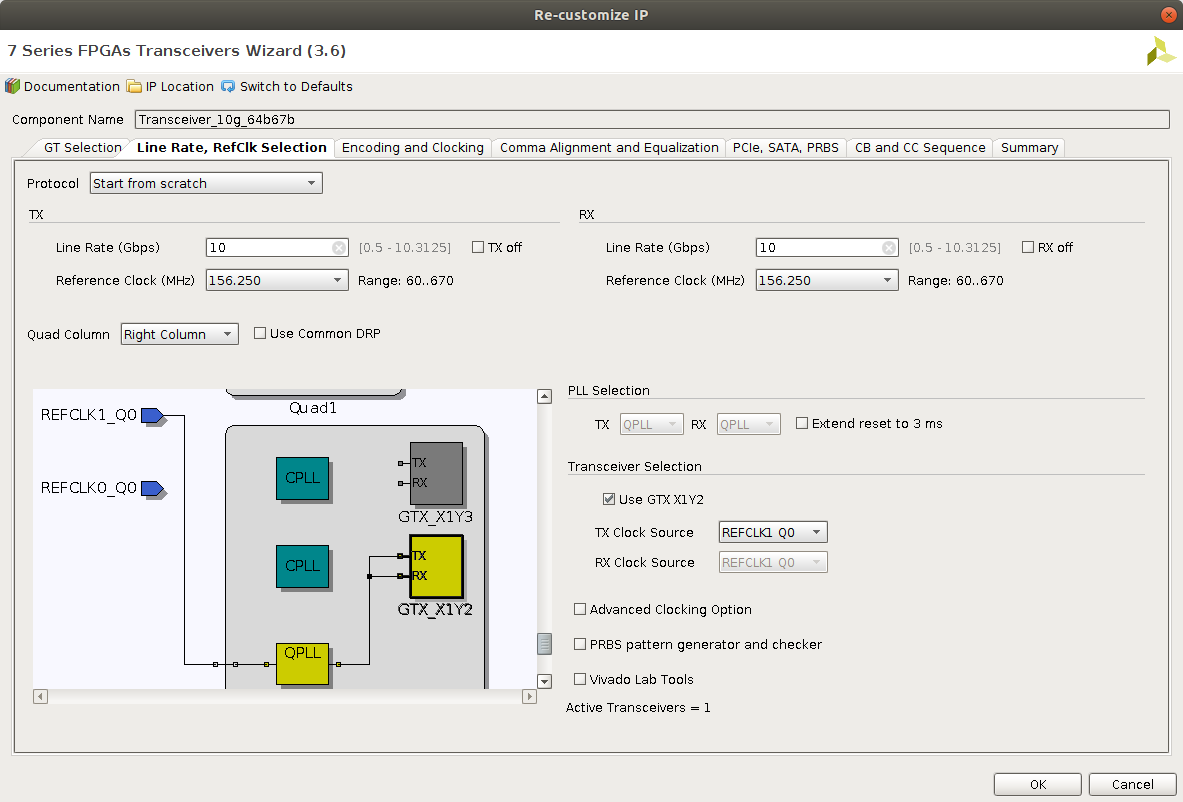 Re-customize IP
7 Series FPGAs Transceivers Wizard (3.6)
Documentation IP Location Switch to Defaults
Component Name Transceiver_10g_64b67b
GT Selection Line Rate, RefClk Selection Encoding and Clocking Comma Alignment and Equalization PCIe, SATA, PRBS CB and CC Sequence Summary
Protocol Start from scratch
TX RX
Line Rate (Gbps) 10 [0.5 - 10.3125] TX off Line Rate (Gbps) 10 [0.5 - 10.3125] RX off
Reference Clock (MHz) 156.250 Range: 60..670 Reference Clock (MHz) 156.250 Range: 60..670
Quad Column Right Column Use Common DRP
Quad1
REFCLK1_Q0
REFCLK0_Q0
CPLL
TX
RX
GTX_X1Y3
CPLL
TX
RX
GTX_X1Y2
QPLL
PLL Selection
TX QPLL RX QPLL Extend reset to 3 ms
Transceiver Selection
Use GTX X1Y2
TX Clock Source REFCLK1 Q0
RX Clock Source REFCLK1 Q0
Advanced Clocking Option
PRBS pattern generator and checker
Vivado Lab Tools
Active Transceivers = 1
OK Cancel